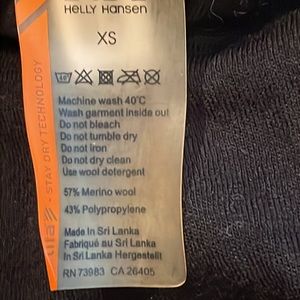 Helly Hansen
XS
40
Machine wash 40°C
Wash garment inside out
Do not bleach
Do not tumble dry
Do not iron
Do not dry clean
Use wool detergent
57% Merino wool
43% Polypropylene
Made In Sri Lanka
Fabriqué au Sri Lanka
In Sri Lanka Hergestellt
RN 73983 CA 26405
- STAY DRY TECHNOLOGY